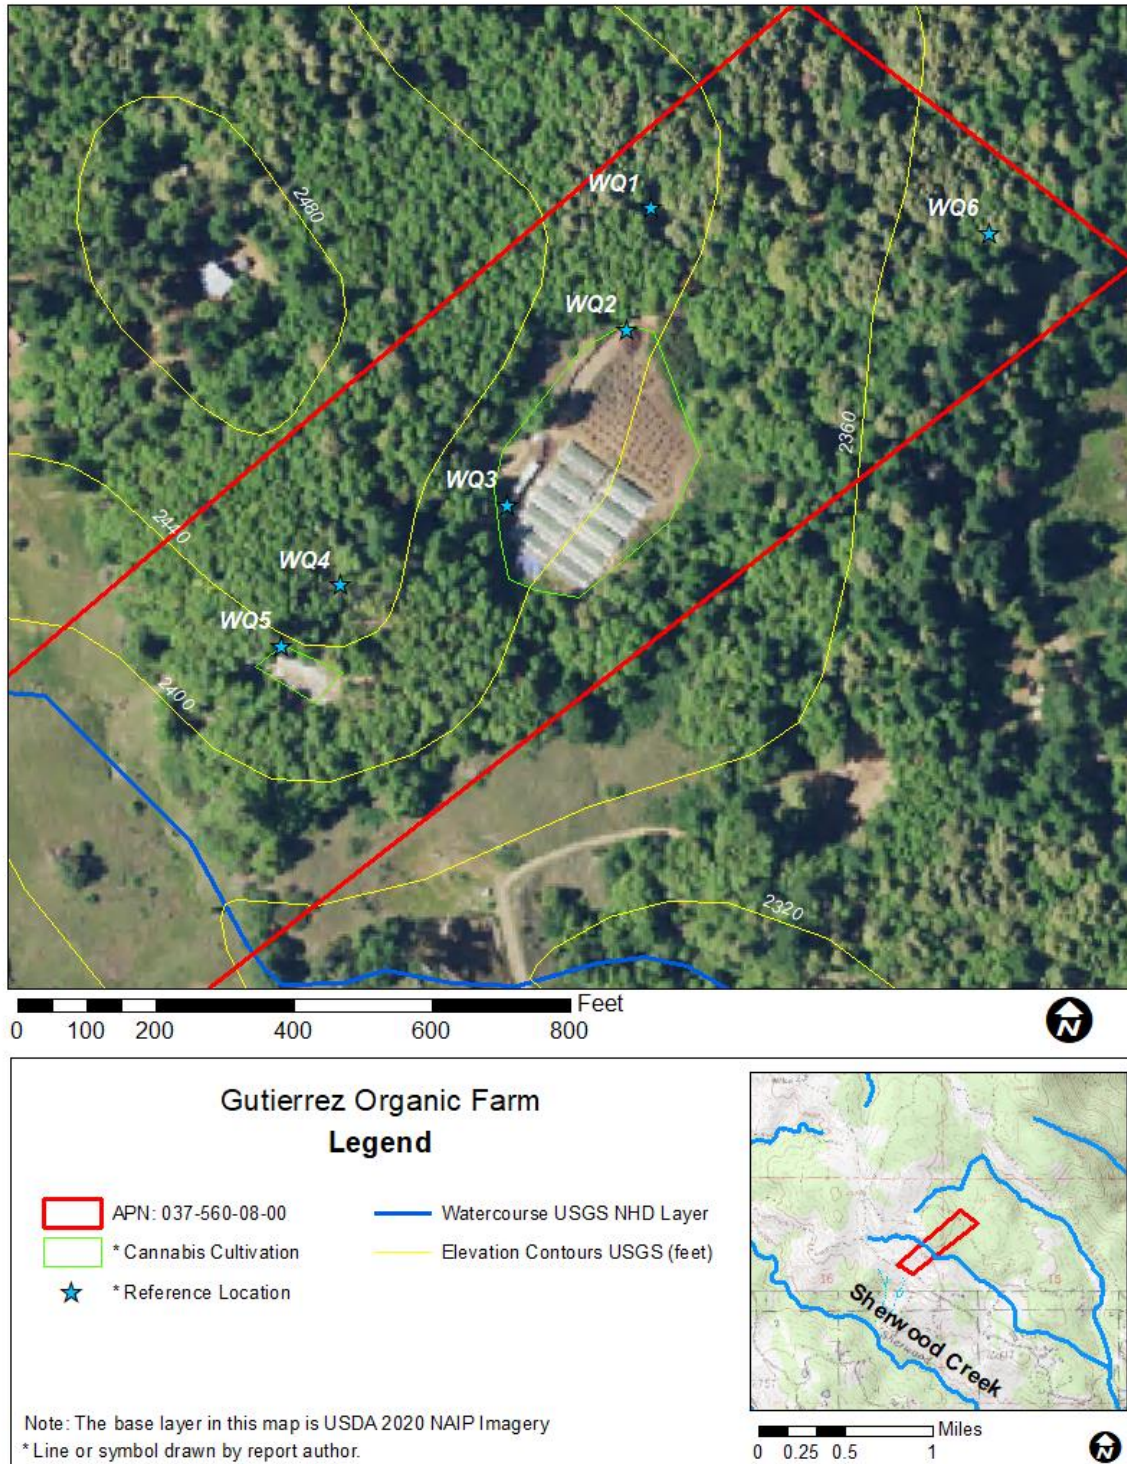 WQ1
WQ6
2480
WQ2
2360
WQ3
2440
WQ4
WQ5
2400
2320
Feet
0 100 200 400 600 800
N
Gutierrez Organic Farm
Legend
APN: 037-560-08-00
Watercourse USGS NHD Layer
* Cannabis Cultivation
Elevation Contours USGS (feet)
* Reference Location
16
15
Sherwood Creek
Sherwood
Note: The base layer in this map is USDA 2020 NAIP Imagery
* Line or symbol drawn by report author.
Miles
0 0.25 0.5 1
N